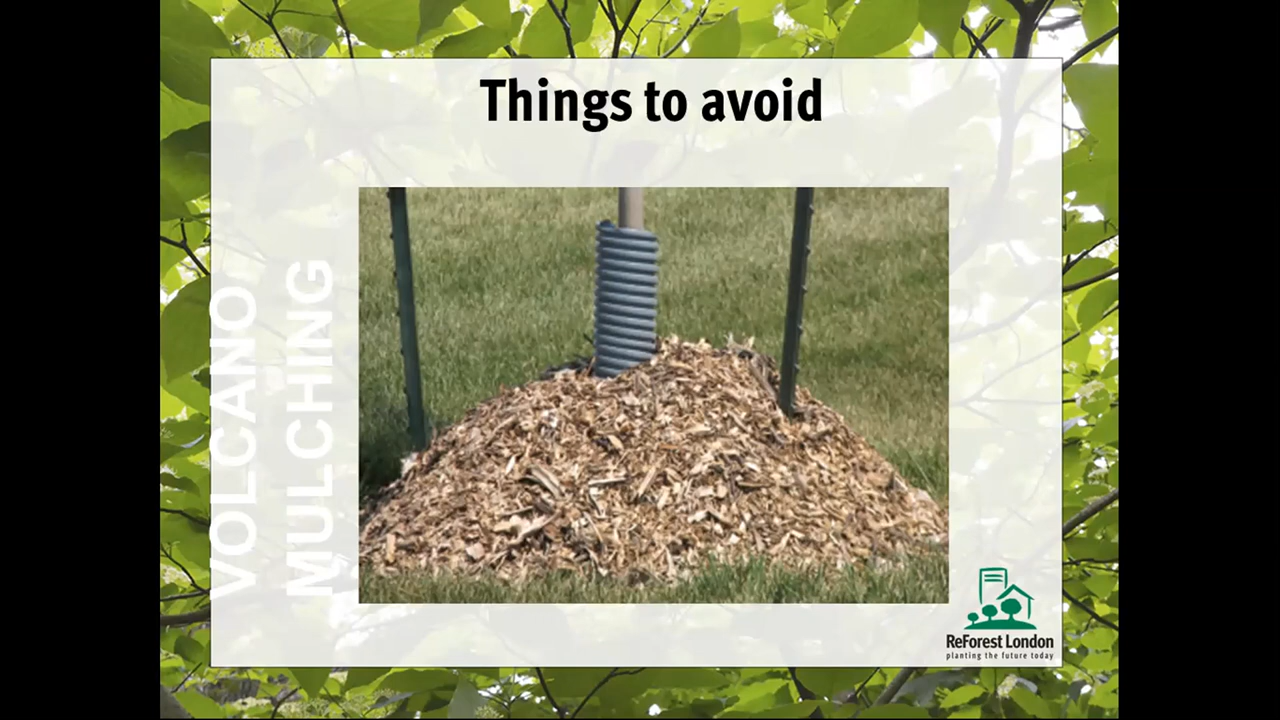 Things to avoid
VOLCANO
MULCHING
ReForest London
planting the future today